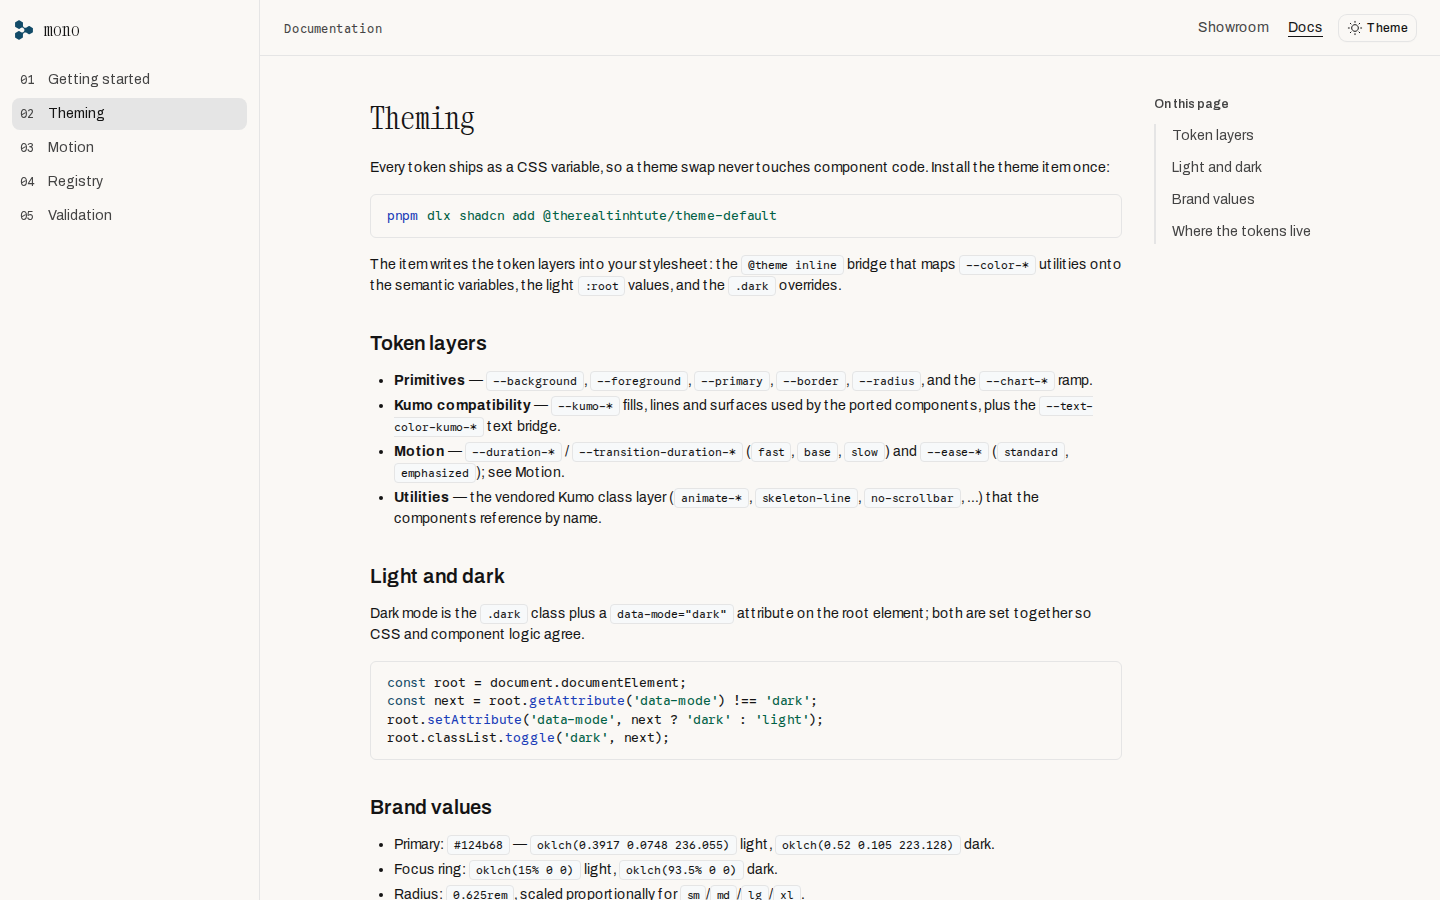 mono
Documentation
Showroom
Docs
Theme
01 Getting started
02 Theming
03 Motion
04 Registry
05 Validation
Theming
Every token ships as a CSS variable, so a theme swap never touches component code. Install the theme item once:
pnpm dlx shadcn add @therealtinhtute/theme-default
The item writes the token layers into your stylesheet: the @theme inline bridge that maps --color-* utilities onto
the semantic variables, the light :root values, and the .dark overrides.
Token layers
• Primitives — --background, --foreground, --primary, --border, --radius, and the --chart-* ramp.
• Kumo compatibility — --kumo-* fills, lines and surfaces used by the ported components, plus the --text-
color-kumo-* text bridge.
• Motion — --duration-* / --transition-duration-* (fast, base, slow) and --ease-* (standard,
emphasized); see Motion.
• Utilities — the vendored Kumo class layer (animate-*, skeleton-line, no-scrollbar, …) that the
components reference by name.
Light and dark
Dark mode is the .dark class plus a data-mode="dark" attribute on the root element; both are set together so
CSS and component logic agree.
const root = document.documentElement;
const next = root.getAttribute('data-mode') !== 'dark';
root.setAttribute('data-mode', next ? 'dark' : 'light');
root.classList.toggle('dark', next);
Brand values
• Primary: #124b68 — oklch(0.3917 0.0748 236.055) light, oklch(0.52 0.105 223.128) dark.
• Focus ring: oklch(15% 0 0) light, oklch(93.5% 0 0) dark.
• Radius: 0.625rem, scaled proportionally for sm / md / lg / xl.
On this page
Token layers
Light and dark
Brand values
Where the tokens live